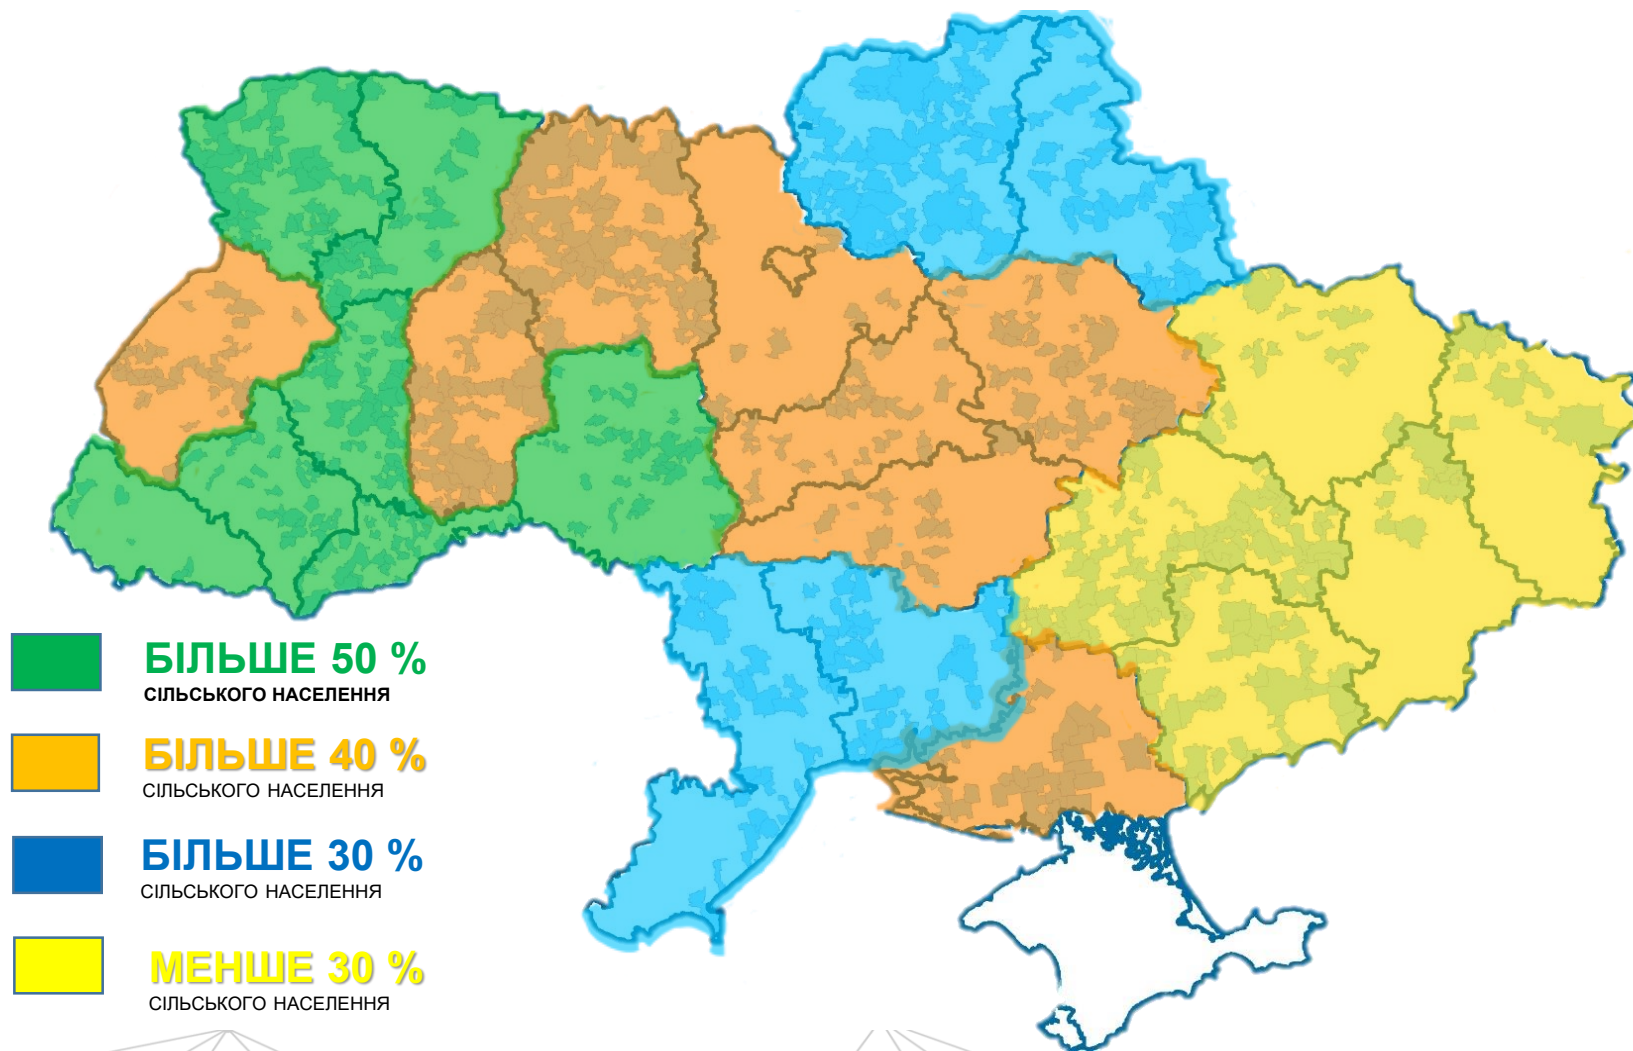 БІЛЬШЕ 50 %
СІЛЬСЬКОГО НАСЕЛЕННЯ
БІЛЬШЕ 40 %
СІЛЬСЬКОГО НАСЕЛЕННЯ
БІЛЬШЕ 30 %
СІЛЬСЬКОГО НАСЕЛЕННЯ
МЕНШЕ 30 %
СІЛЬСЬКОГО НАСЕЛЕННЯ